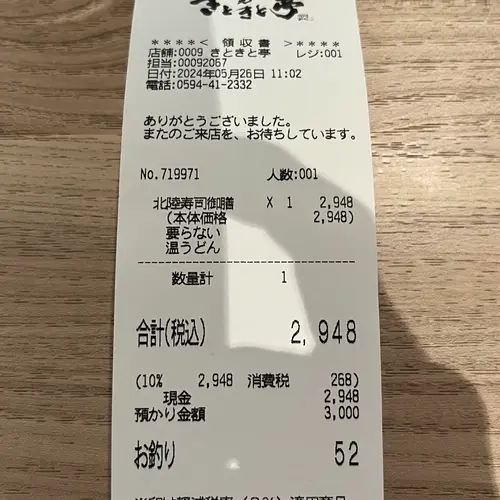 きときと亭
****< 領収書 >****
店舗:0009 きときと亭 レジ:001
担当:00092067
日付:2024年05月26日 11:02
電話:0594-41-2332
ありがとうございました。
またのご来店を、お待ちしています。
No.719971 人数:001
北陸寿司御膳 X 1 2,948
(本体価格 2,948)
要らない
温うどん
数量計 1
合計(税込) 2,948
(10% 2,948 消費税 268)
現金 2,948
預かり金額 3,000
お釣り 52